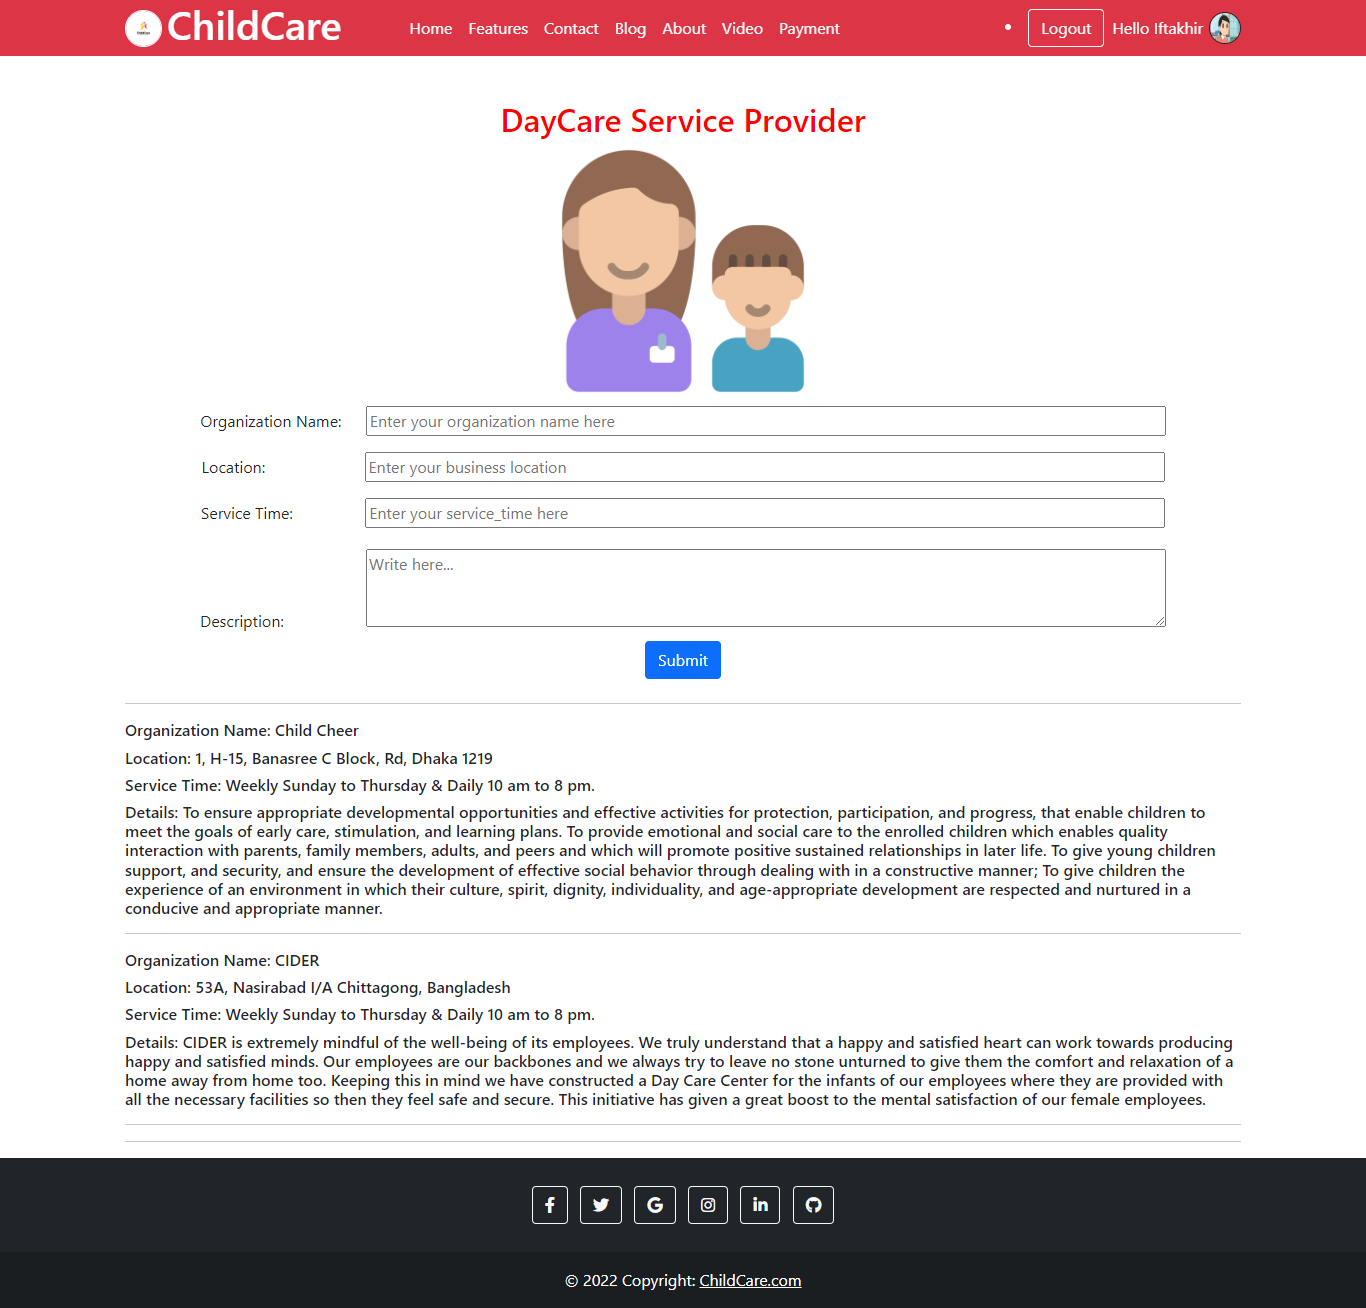 ChildCare
Home Features Contact Blog About Video Payment
Logout Hello Iftakhir
DayCare Service Provider
Organization Name: Enter your organization name here
Location: Enter your business location
Service Time: Enter your service_time here
Write here...
Description:
Submit
Organization Name: Child Cheer
Location: 1, H-15, Banasree C Block, Rd, Dhaka 1219
Service Time: Weekly Sunday to Thursday & Daily 10 am to 8 pm.
Details: To ensure appropriate developmental opportunities and effective activities for protection, participation, and progress, that enable children to
meet the goals of early care, stimulation, and learning plans. To provide emotional and social care to the enrolled children which enables quality
interaction with parents, family members, adults, and peers and which will promote positive sustained relationships in later life. To give young children
support, and security, and ensure the development of effective social behavior through dealing with in a constructive manner; To give children the
experience of an environment in which their culture, spirit, dignity, individuality, and age-appropriate development are respected and nurtured in a
conducive and appropriate manner.
Organization Name: CIDER
Location: 53A, Nasirabad I/A Chittagong, Bangladesh
Service Time: Weekly Sunday to Thursday & Daily 10 am to 8 pm.
Details: CIDER is extremely mindful of the well-being of its employees. We truly understand that a happy and satisfied heart can work towards producing
happy and satisfied minds. Our employees are our backbones and we always try to leave no stone unturned to give them the comfort and relaxation of a
home away from home too. Keeping this in mind we have constructed a Day Care Center for the infants of our employees where they are provided with
all the necessary facilities so then they feel safe and secure. This initiative has given a great boost to the mental satisfaction of our female employees.
© 2022 Copyright: ChildCare.com